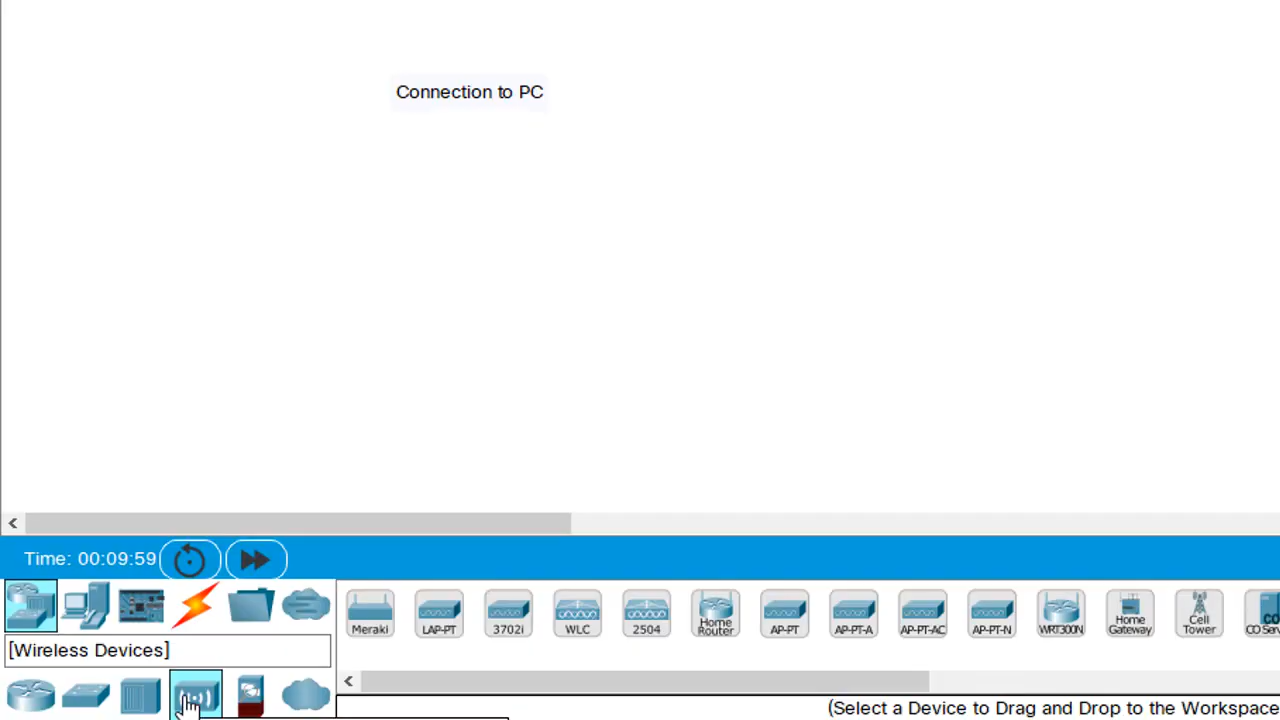 Connection to PC
Time: 00:09:59
[Wireless Devices]
Meraki
LAP-PT
3702i
WLC
2504
Home Router
AP-PT
AP-PT-A
AP-PT-AC
AP-PT-N
WRT300N
Home Gateway
Cell Tower
CO Serv
(Select a Device to Drag and Drop to the Workspace